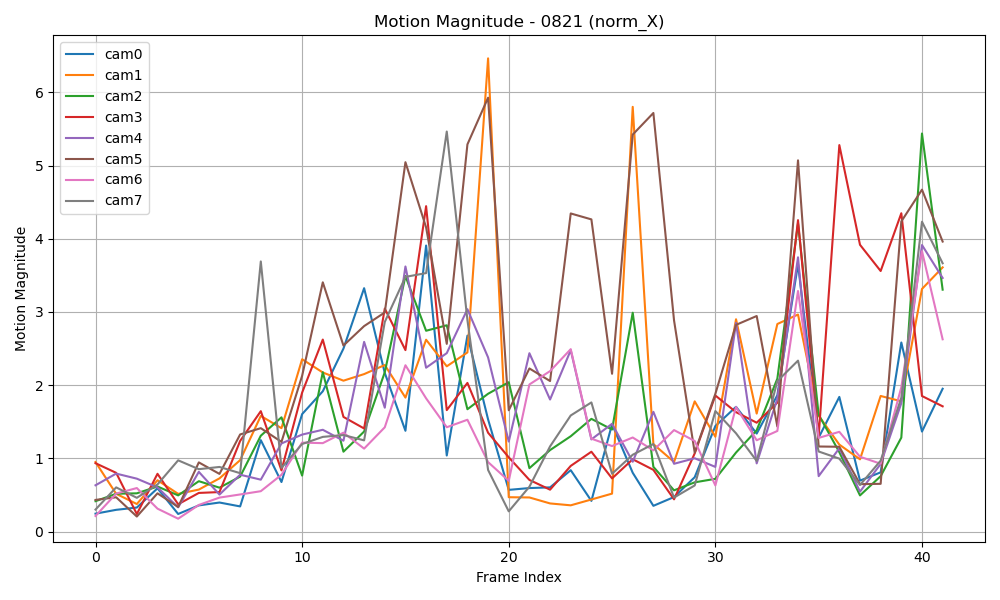 Motion Magnitude - 0821 (norm_X)
cam0
cam1
cam2
cam3
cam4
cam5
cam6
cam7
Motion Magnitude
6
5
4
3
2
1
0
0 10 20 30 40
Frame Index